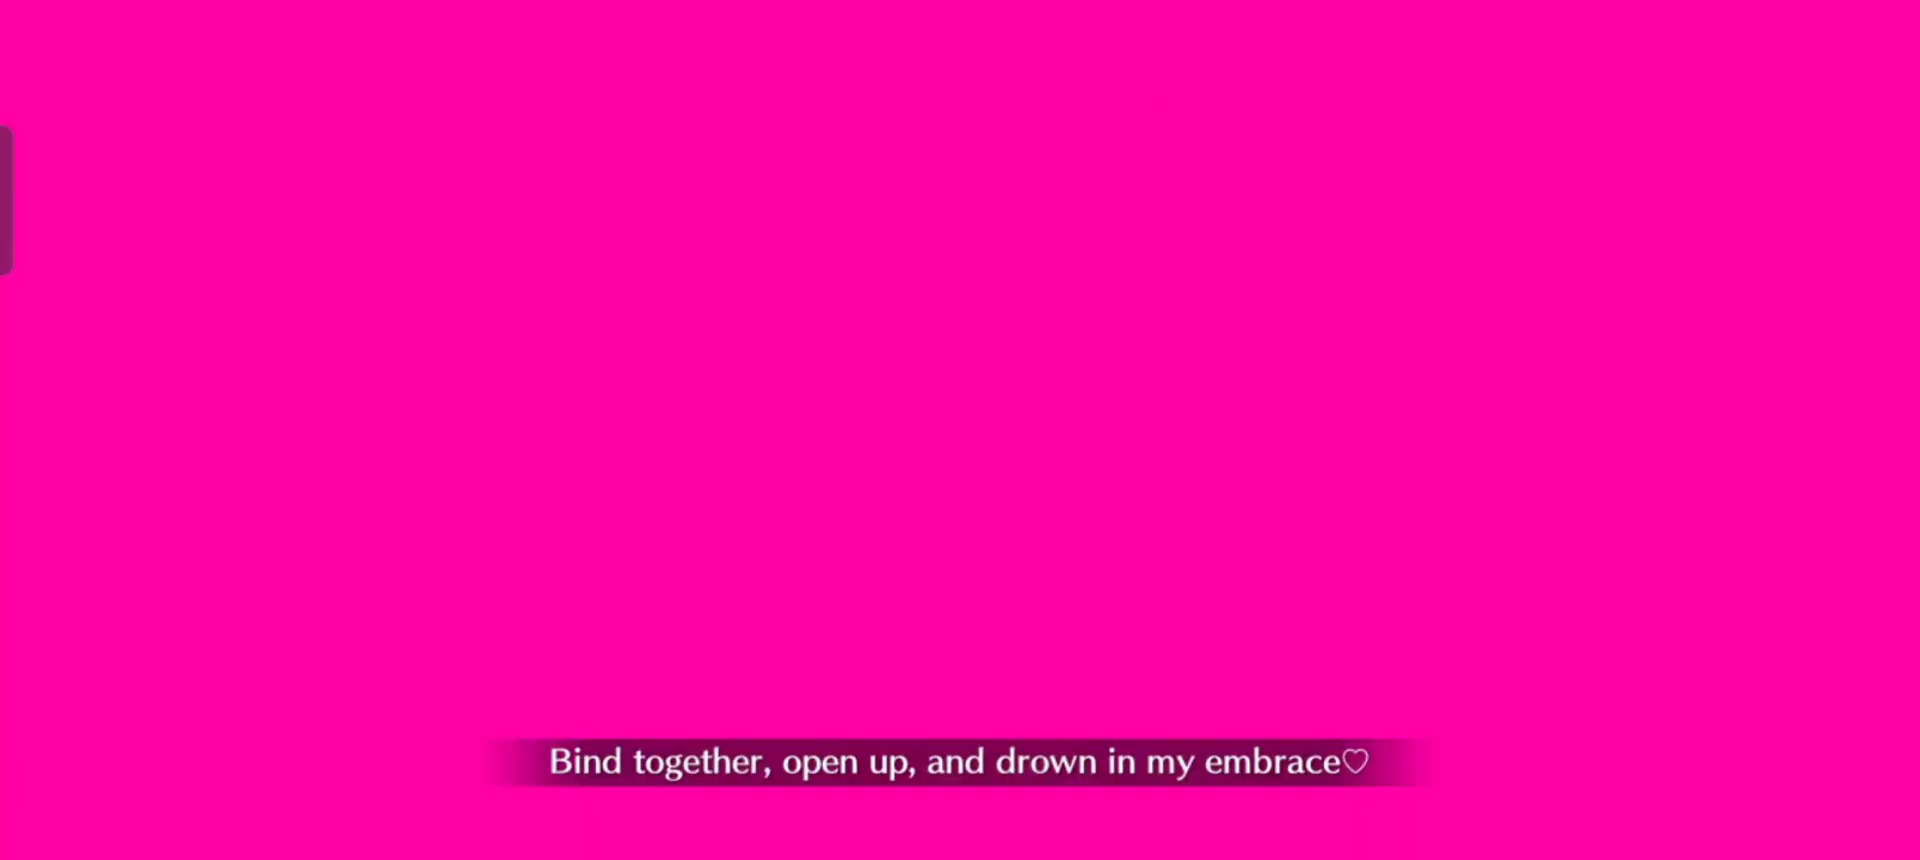 Bind together, open up, and drown in my embrace♡